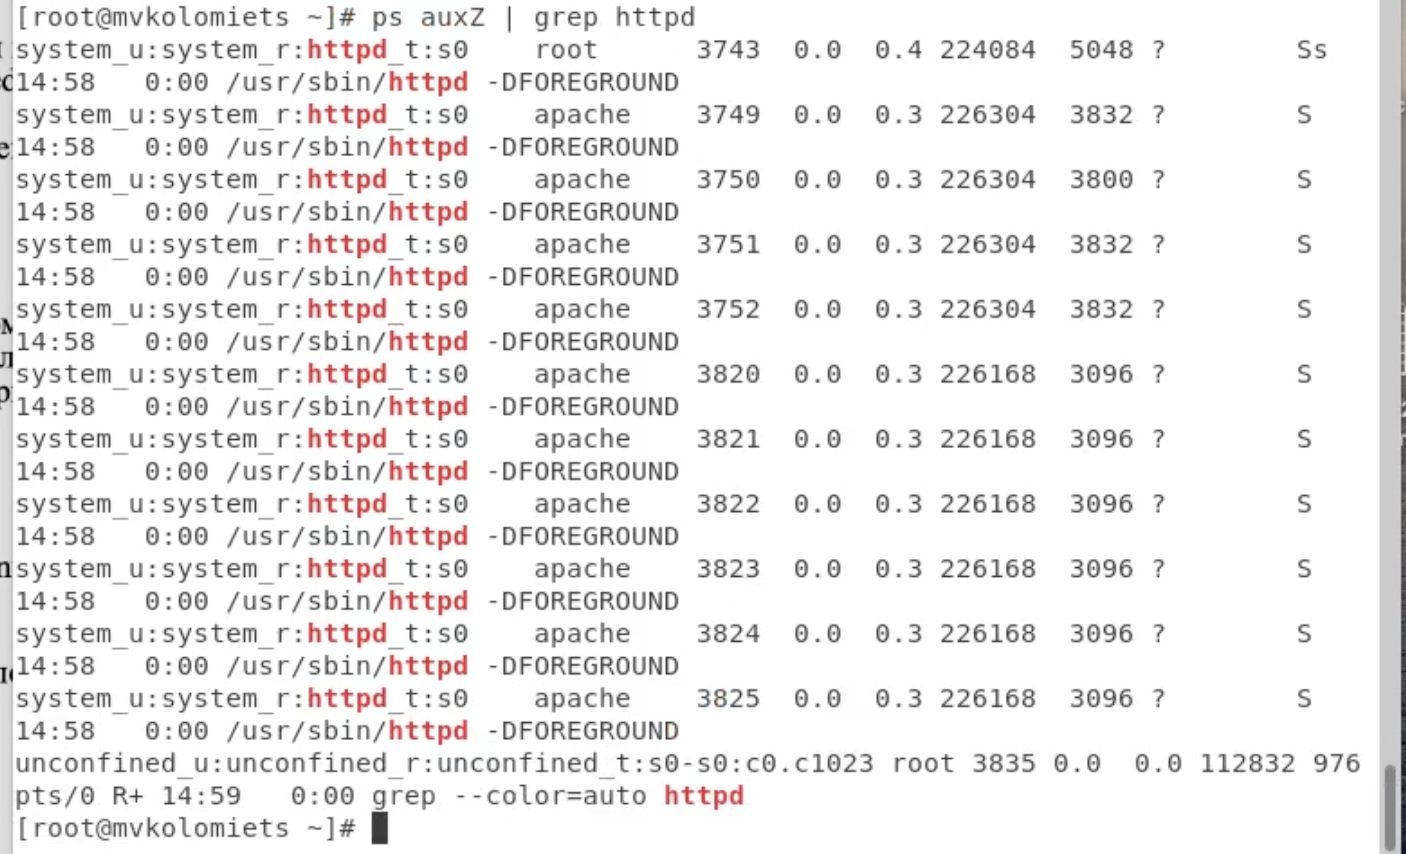 [root@mvkolomiets ~]# ps auxZ | grep httpd
system_u:system_r:httpd_t:s0    root      3743  0.0  0.4 224084  5048 ?        Ss
14:58   0:00 /usr/sbin/httpd -DFOREGROUND
system_u:system_r:httpd_t:s0    apache    3749  0.0  0.3 226304  3832 ?        S
14:58   0:00 /usr/sbin/httpd -DFOREGROUND
system_u:system_r:httpd_t:s0    apache    3750  0.0  0.3 226304  3800 ?        S
14:58   0:00 /usr/sbin/httpd -DFOREGROUND
system_u:system_r:httpd_t:s0    apache    3751  0.0  0.3 226304  3832 ?        S
14:58   0:00 /usr/sbin/httpd -DFOREGROUND
system_u:system_r:httpd_t:s0    apache    3752  0.0  0.3 226304  3832 ?        S
14:58   0:00 /usr/sbin/httpd -DFOREGROUND
system_u:system_r:httpd_t:s0    apache    3820  0.0  0.3 226168  3096 ?        S
14:58   0:00 /usr/sbin/httpd -DFOREGROUND
system_u:system_r:httpd_t:s0    apache    3821  0.0  0.3 226168  3096 ?        S
14:58   0:00 /usr/sbin/httpd -DFOREGROUND
system_u:system_r:httpd_t:s0    apache    3822  0.0  0.3 226168  3096 ?        S
14:58   0:00 /usr/sbin/httpd -DFOREGROUND
system_u:system_r:httpd_t:s0    apache    3823  0.0  0.3 226168  3096 ?        S
14:58   0:00 /usr/sbin/httpd -DFOREGROUND
system_u:system_r:httpd_t:s0    apache    3824  0.0  0.3 226168  3096 ?        S
14:58   0:00 /usr/sbin/httpd -DFOREGROUND
system_u:system_r:httpd_t:s0    apache    3825  0.0  0.3 226168  3096 ?        S
14:58   0:00 /usr/sbin/httpd -DFOREGROUND
unconfined_u:unconfined_r:unconfined_t:s0-s0:c0.c1023 root 3835 0.0  0.0 112832 976
pts/0 R+ 14:59   0:00 grep --color=auto httpd
[root@mvkolomiets ~]#